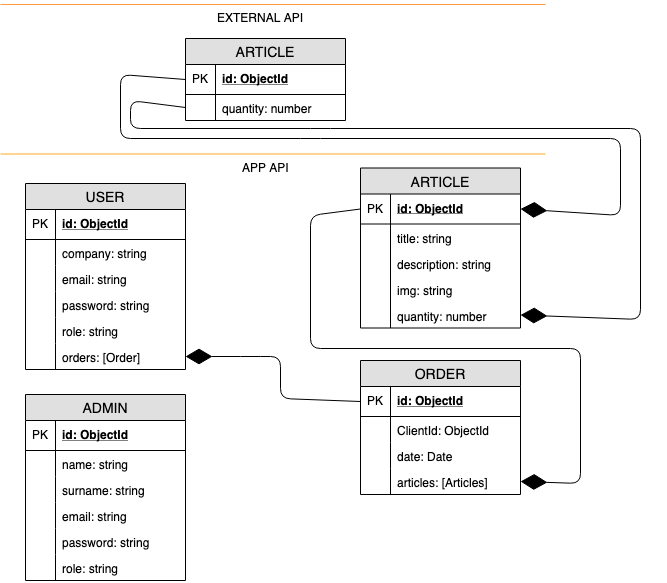 EXTERNAL API
ARTICLE
PK id: ObjectId
quantity: number
APP API
USER
PK id: ObjectId
company: string
email: string
password: string
role: string
orders: [Order]
ARTICLE
PK id: ObjectId
title: string
description: string
img: string
quantity: number
ADMIN
PK id: ObjectId
name: string
surname: string
email: string
password: string
role: string
ORDER
PK id: ObjectId
ClientId: ObjectId
date: Date
articles: [Articles]